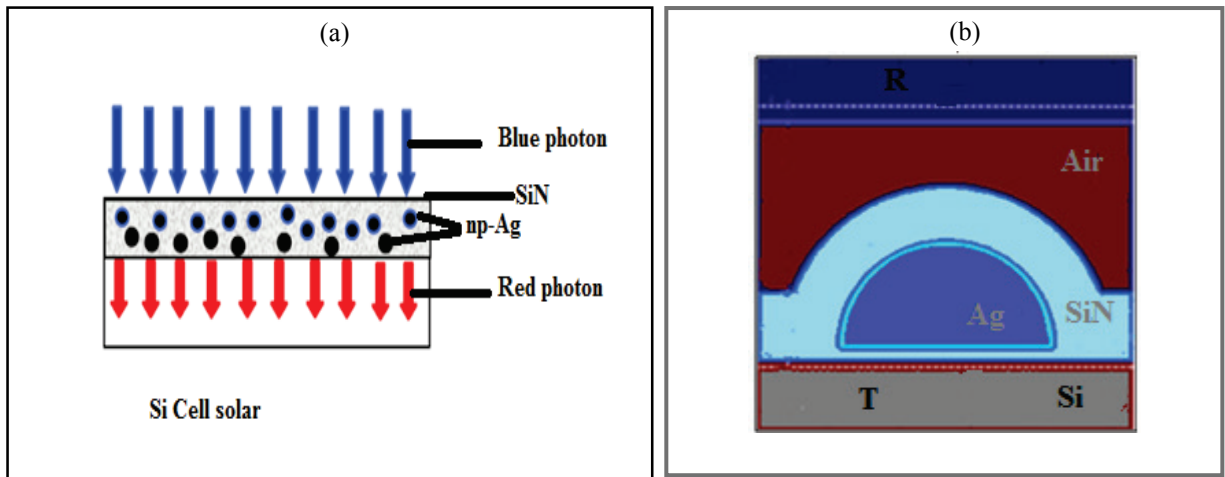 (a)
Blue photon
SiN
np-Ag
Red photon
Si Cell solar
(b)
R
Air
Ag
SiN
T
Si